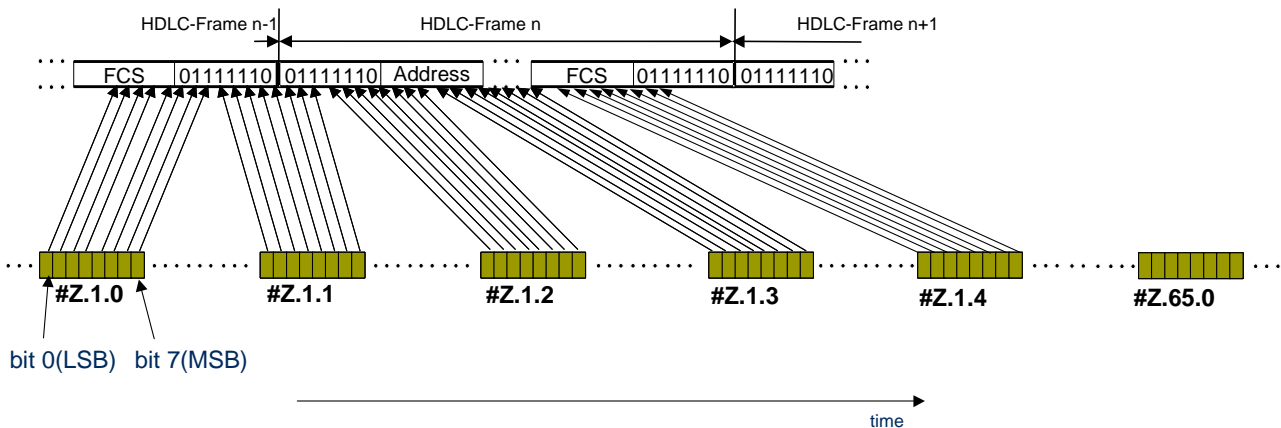 HDLC-Frame n-1 HDLC-Frame n HDLC-Frame n+1
FCS 01111110 01111110 Address FCS 01111110 01111110
#Z.1.0 #Z.1.1 #Z.1.2 #Z.1.3 #Z.1.4 #Z.65.0
bit 0(LSB) bit 7(MSB)
time